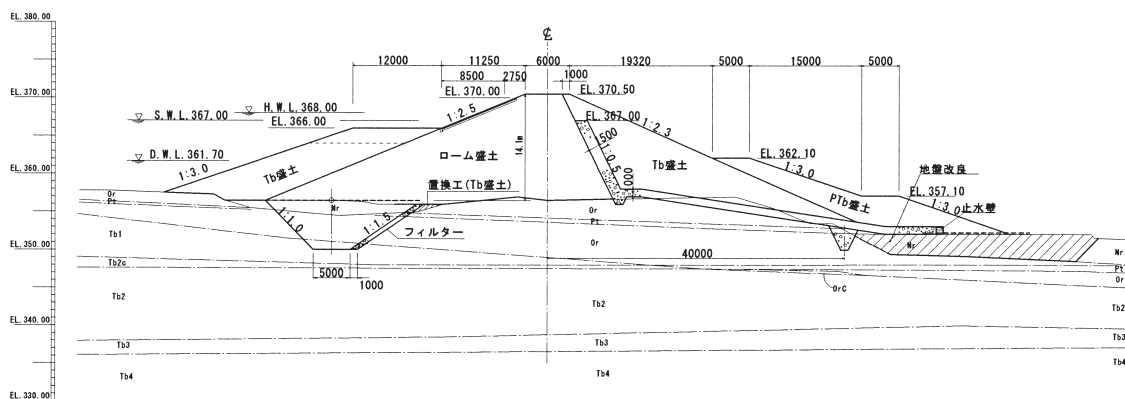 EL.380.00
EL.370.00
EL.360.00
EL.350.00
EL.340.00
EL.330.00
℄
12000
11250
6000
19320
5000
15000
5000
8500
2750
1000
EL.370.00
EL.370.50
H.W.L.368.00
S.W.L.367.00
EL.366.00
EL.367.00
1:2.5
1:2.3
1500
1:0.5
1000
14.1m
ローム盛土
Tb盛土
EL.362.10
D.W.L.361.70
1:3.0
Tb盛土
1:3.0
地盤改良
置換工(Tb盛土)
EL.357.10
PTb盛土
1:3.0
止水壁
Or
Pt
Nr
1:1.0
1:1.5
フィルター
Or
Pt
Or
Nr
Tb1
5000
1000
40000
Nr
Pt
Or
Tb2c
OrC
Tb2
Tb2
Tb2
Tb3
Tb3
Tb3
Tb4
Tb4
Tb4